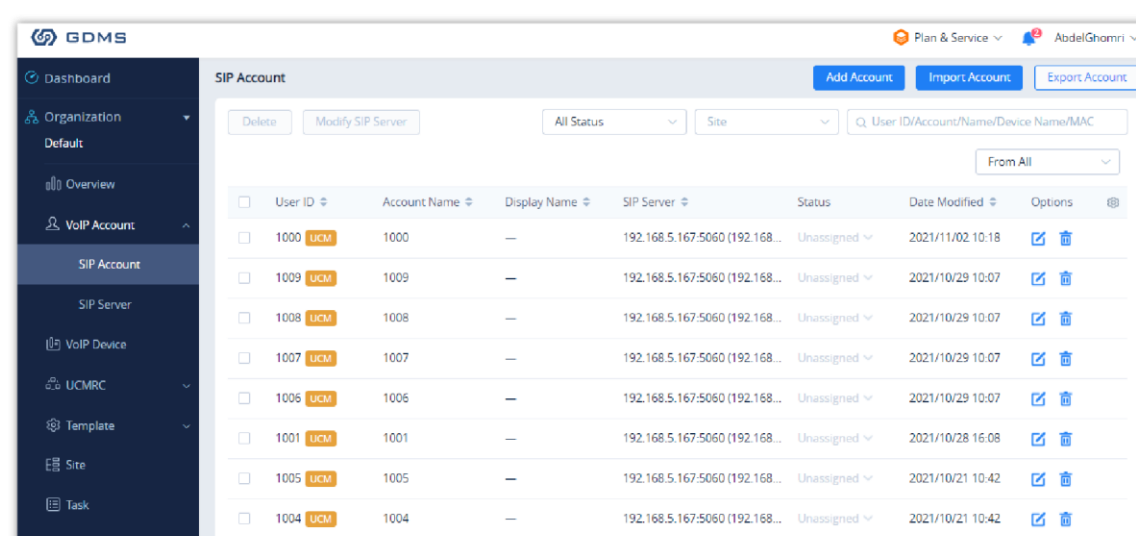 GDMS
Plan & Service
2
AbdelGhomri
Dashboard
Organization
Default
Overview
VoIP Account
SIP Account
SIP Server
VoIP Device
UCMRC
Template
Site
Task
SIP Account
Add Account Import Account Export Account
Delete Modify SIP Server All Status Site User ID/Account/Name/Device Name/MAC
From All
User ID Account Name Display Name SIP Server Status Date Modified Options
1000 UCM 1000 — 192.168.5.167:5060 (192.168... Unassigned 2021/11/02 10:18
1009 UCM 1009 — 192.168.5.167:5060 (192.168... Unassigned 2021/10/29 10:07
1008 UCM 1008 — 192.168.5.167:5060 (192.168... Unassigned 2021/10/29 10:07
1007 UCM 1007 — 192.168.5.167:5060 (192.168... Unassigned 2021/10/29 10:07
1006 UCM 1006 — 192.168.5.167:5060 (192.168... Unassigned 2021/10/29 10:07
1001 UCM 1001 — 192.168.5.167:5060 (192.168... Unassigned 2021/10/28 16:08
1005 UCM 1005 — 192.168.5.167:5060 (192.168... Unassigned 2021/10/21 10:42
1004 UCM 1004 — 192.168.5.167:5060 (192.168... Unassigned 2021/10/21 10:42